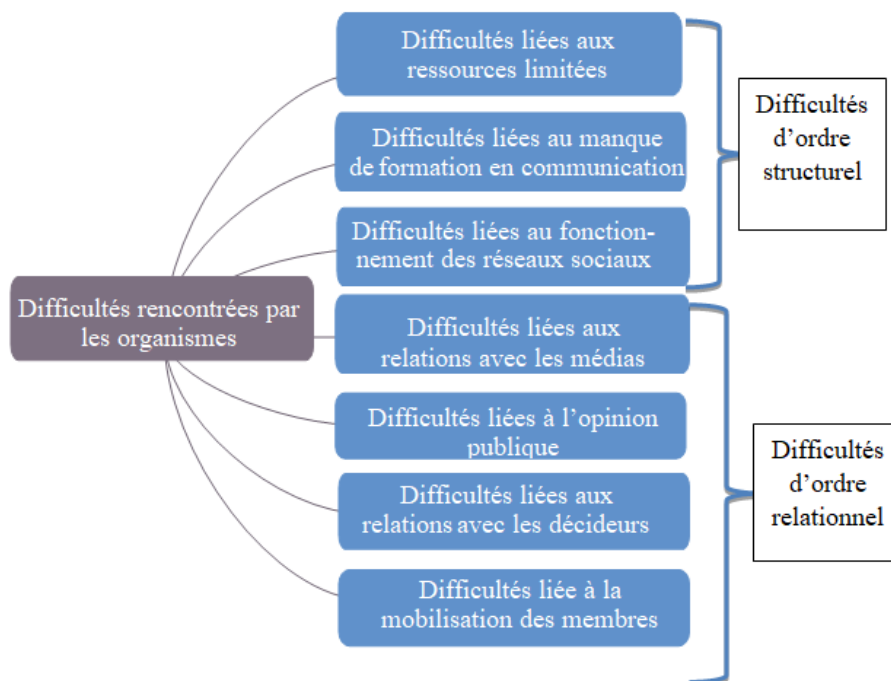 Difficultés liées aux
ressources limitées
Difficultés liées au manque
de formation en communication
Difficultés liées au fonction-
nement des réseaux sociaux
Difficultés d’ordre
structurel
Difficultés rencontrées par
les organismes
Difficultés liées aux
relations avec les médias
Difficultés liées à l’opinion
publique
Difficultés liées aux
relations avec les décideurs
Difficultés liée à la
mobilisation des membres
Difficultés
d’ordre
relationnel